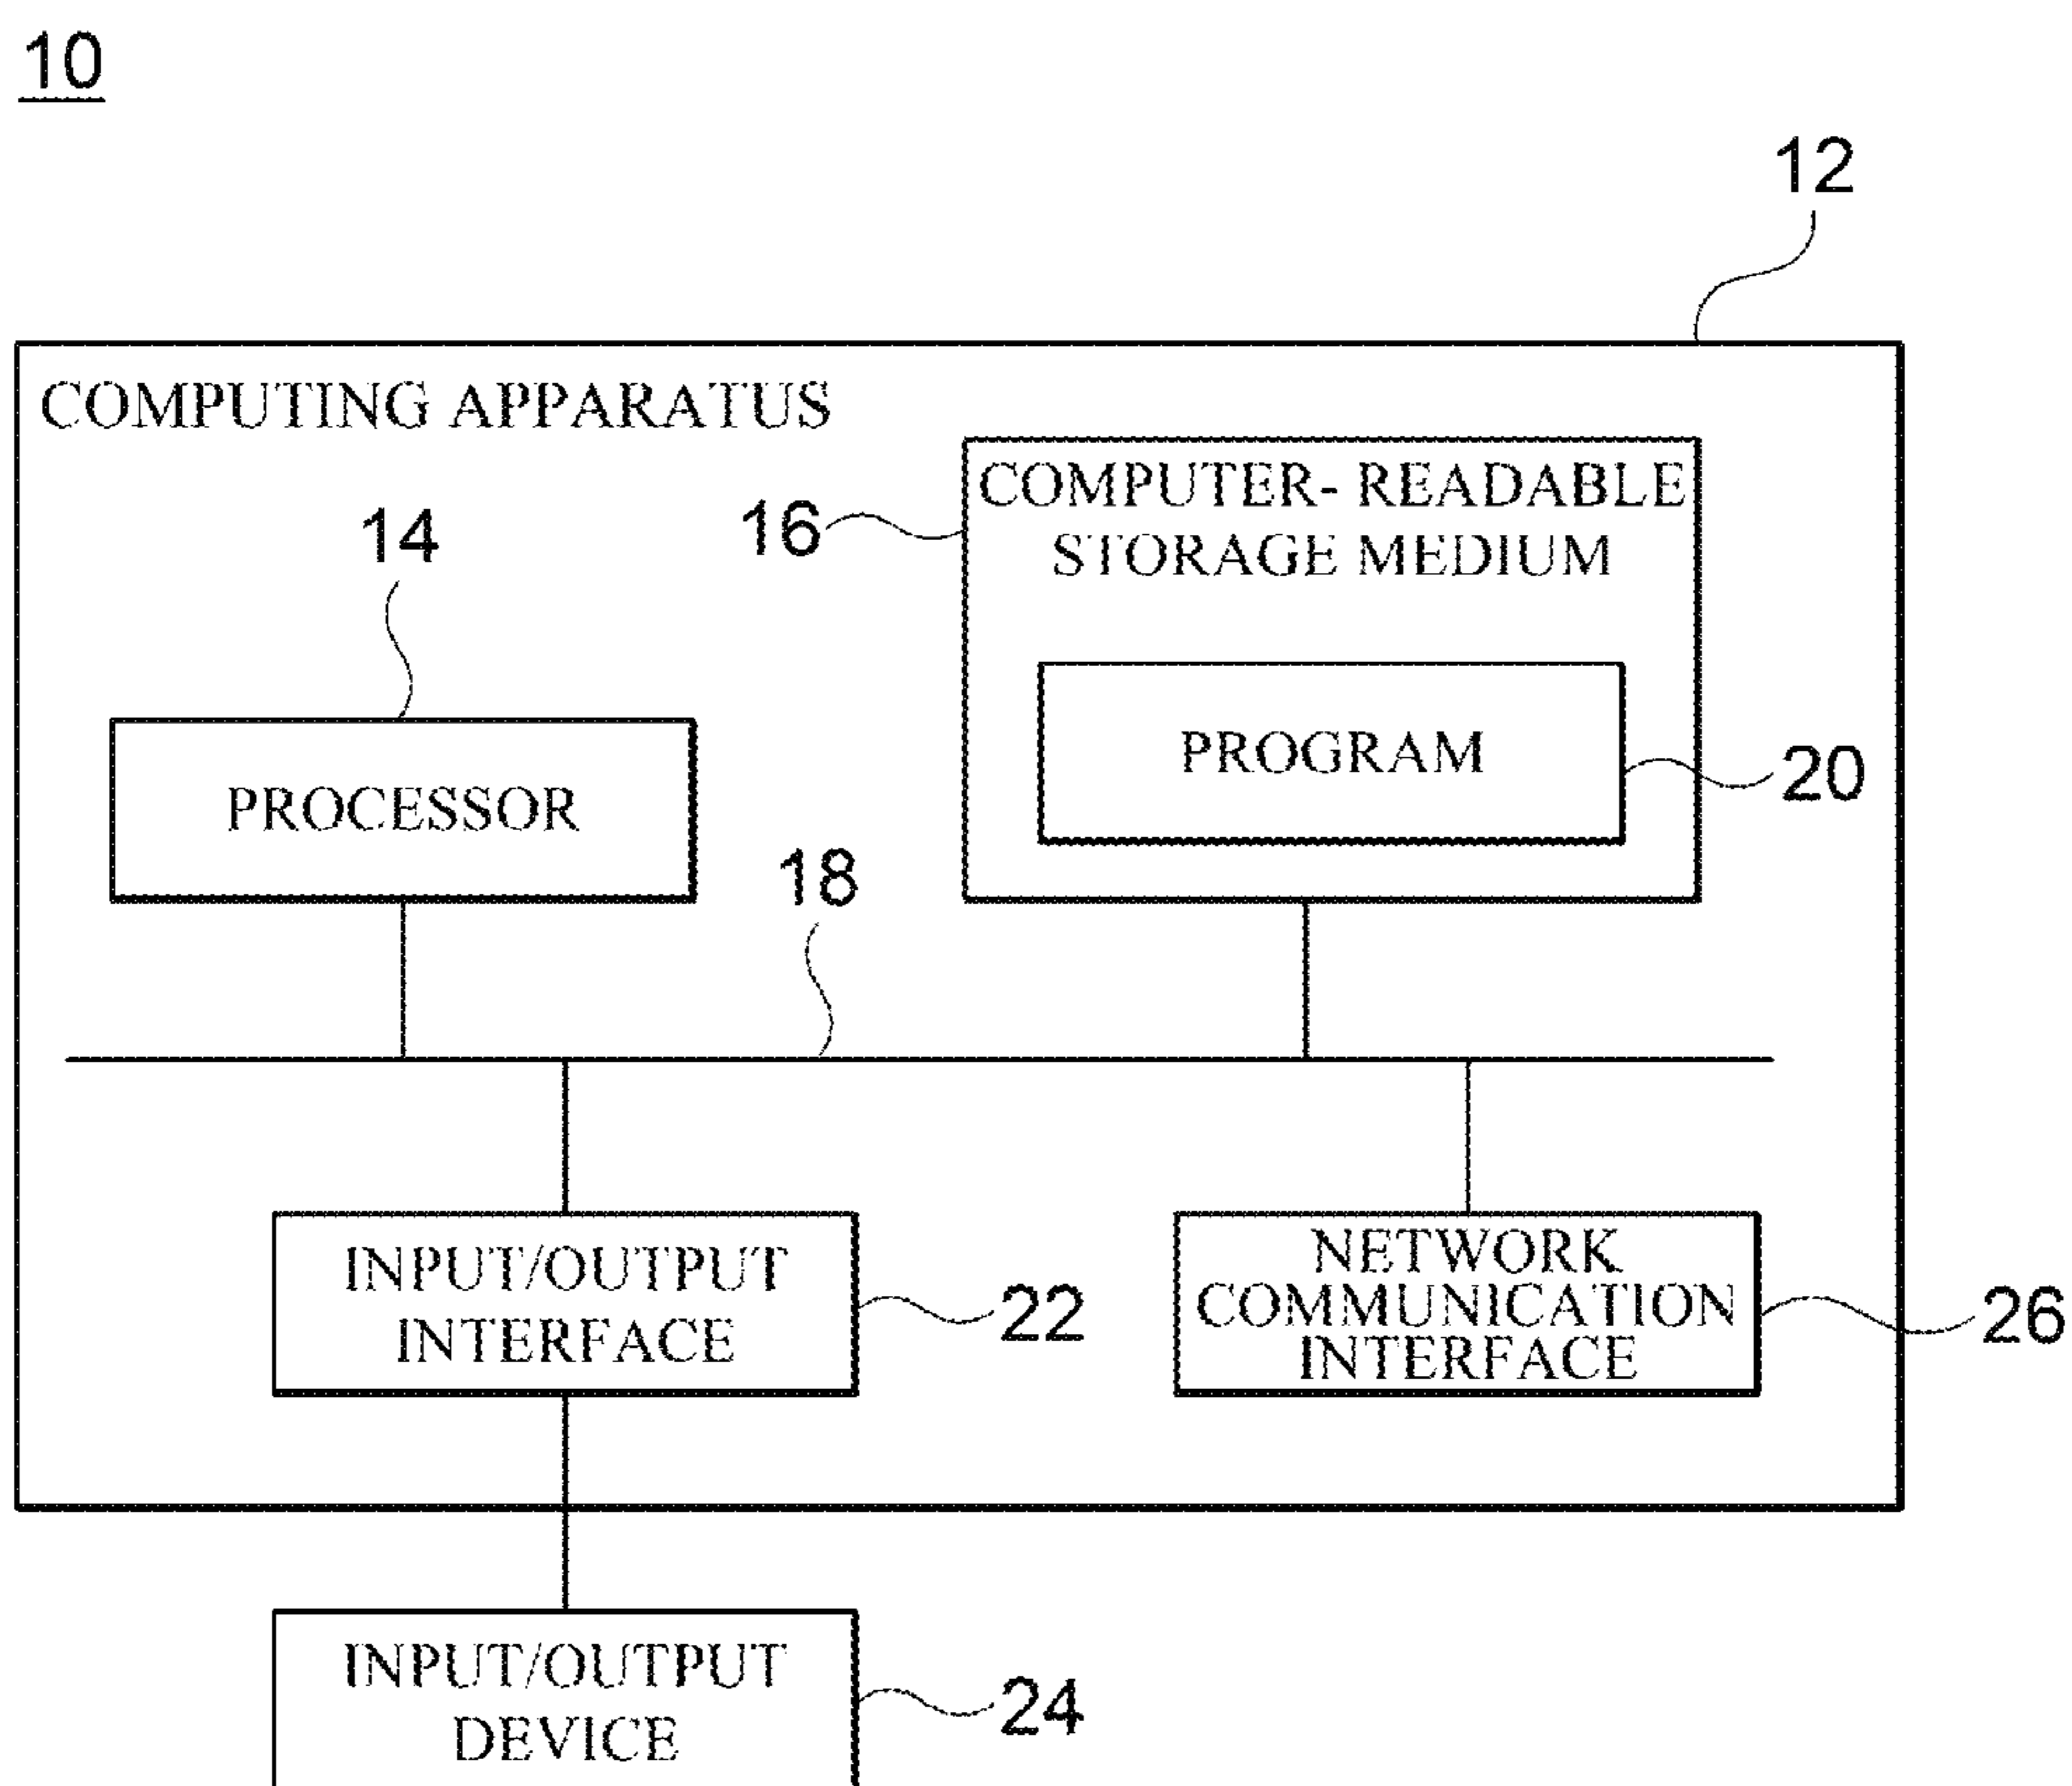 10
12
COMPUTING APPARATUS
COMPUTER- READABLE
STORAGE MEDIUM
16
14
PROGRAM
20
PROCESSOR
18
INPUT/OUTPUT
INTERFACE
22
NETWORK
COMMUNICATION
INTERFACE
26
INPUT/OUTPUT
DEVICE
24